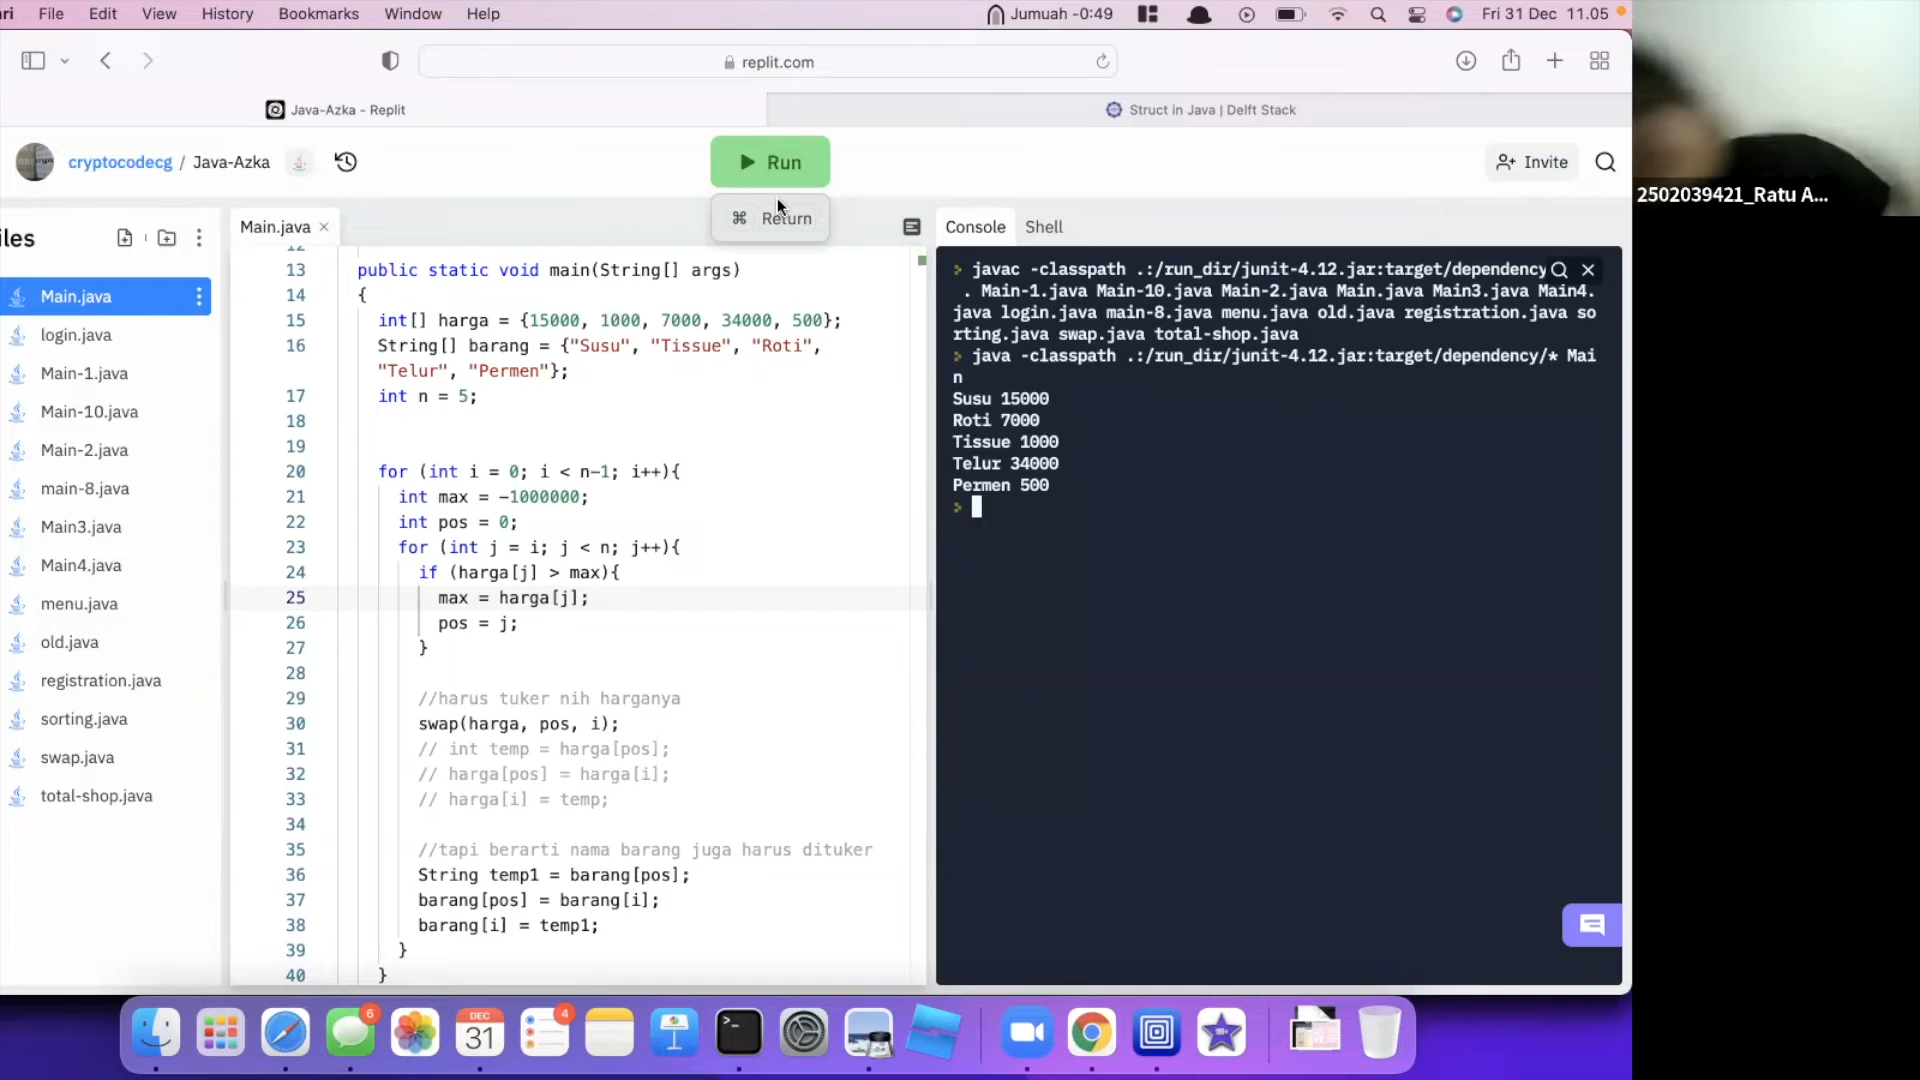 ri File Edit View History Bookmarks Window Help Jumuah -0:49 Fri 31 Dec 11.05
replit.com
Java-Azka - Replit Struct in Java | Delft Stack
cryptocodecg / Java-Azka Run Invite
⌘ Return
2502039421_Ratu A...
iles Main.java × Console Shell
Main.java
login.java
Main-1.java
Main-10.java
Main-2.java
main-8.java
Main3.java
Main4.java
menu.java
old.java
registration.java
sorting.java
swap.java
total-shop.java
12
13 public static void main(String[] args)
14 {
15 int[] harga = {15000, 1000, 7000, 34000, 500};
16 String[] barang = {"Susu", "Tissue", "Roti",
"Telur", "Permen"};
17 int n = 5;
18
19
20 for (int i = 0; i < n-1; i++){
21 int max = -1000000;
22 int pos = 0;
23 for (int j = i; j < n; j++){
24 if (harga[j] > max){
25 max = harga[j];
26 pos = j;
27 }
28
29 //harus tuker nih harganya
30 swap(harga, pos, i);
31 // int temp = harga[pos];
32 // harga[pos] = harga[i];
33 // harga[i] = temp;
34
35 //tapi berarti nama barang juga harus dituker
36 String temp1 = barang[pos];
37 barang[pos] = barang[i];
38 barang[i] = temp1;
39 }
40 }
javac -classpath .:/run_dir/junit-4.12.jar:target/dependency
. Main-1.java Main-10.java Main-2.java Main.java Main3.java Main4.
java login.java main-8.java menu.java old.java registration.java so
rting.java swap.java total-shop.java
java -classpath .:/run_dir/junit-4.12.jar:target/dependency/* Mai
n
Susu 15000
Roti 7000
Tissue 1000
Telur 34000
Permen 500
6 DEC 31 4